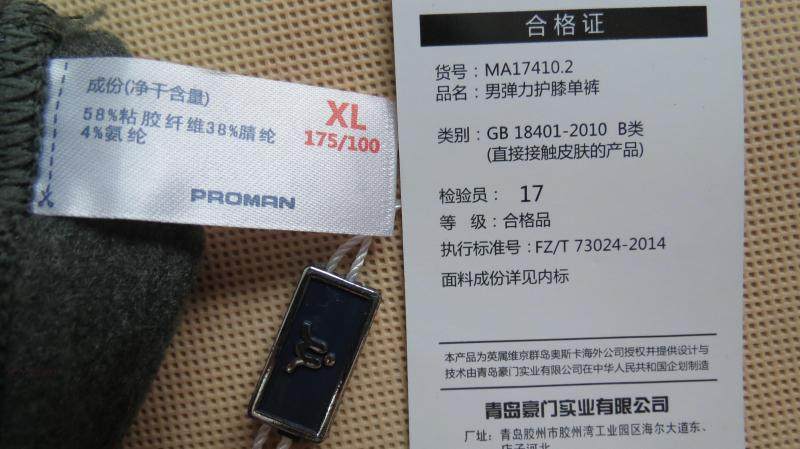 成份(净干含量)
58%粘胶纤维38%腈纶
4%氨纶
XL
175/100
PROMAN
合格证
货号：MA17410.2
品名：男弹力护膝单裤
类别：GB 18401-2010 B类
(直接接触皮肤的产品)
检验员： 17
等 级：合格品
执行标准号：FZ/T 73024-2014
面料成份详见内标
本产品为英属维京群岛奥斯卡海外公司授权并提供设计与
技术由青岛豪门实业有限公司在中华人民共和国企划制造
青岛豪门实业有限公司
厂址：青岛胶州市胶州湾工业园区海尔大道东、